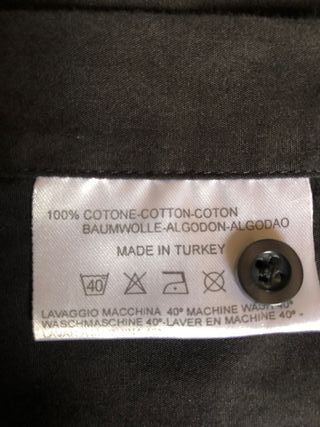 100% COTONE-COTTON-COTON
BAUMWOLLE-ALGODON-ALGODAO
MADE IN TURKEY
40
LAVAGGIO MACCHINA 40° MACHINE WASH 40°
WASCHMASCHINE 40°-LAVER EN MACHINE 40°